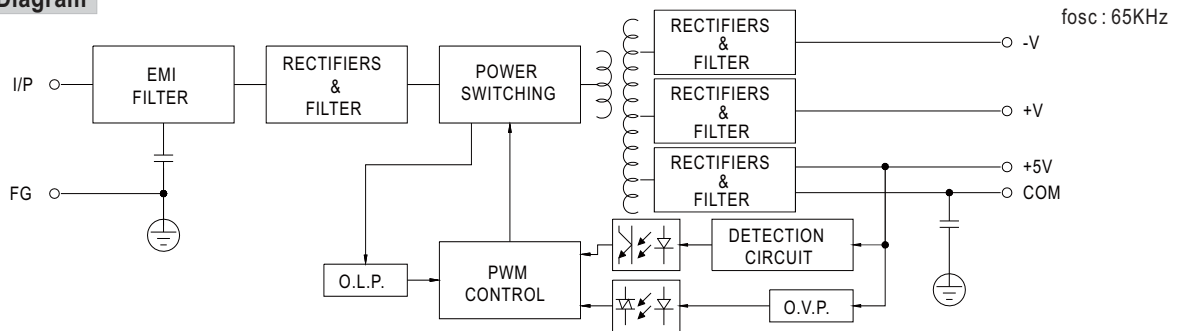 Diagram
fosc : 65KHz
I/P
EMI
FILTER
RECTIFIERS
&
FILTER
POWER
SWITCHING
RECTIFIERS
&
FILTER
-V
RECTIFIERS
&
FILTER
+V
RECTIFIERS
&
FILTER
+5V
COM
FG
O.L.P.
PWM
CONTROL
DETECTION
CIRCUIT
O.V.P.